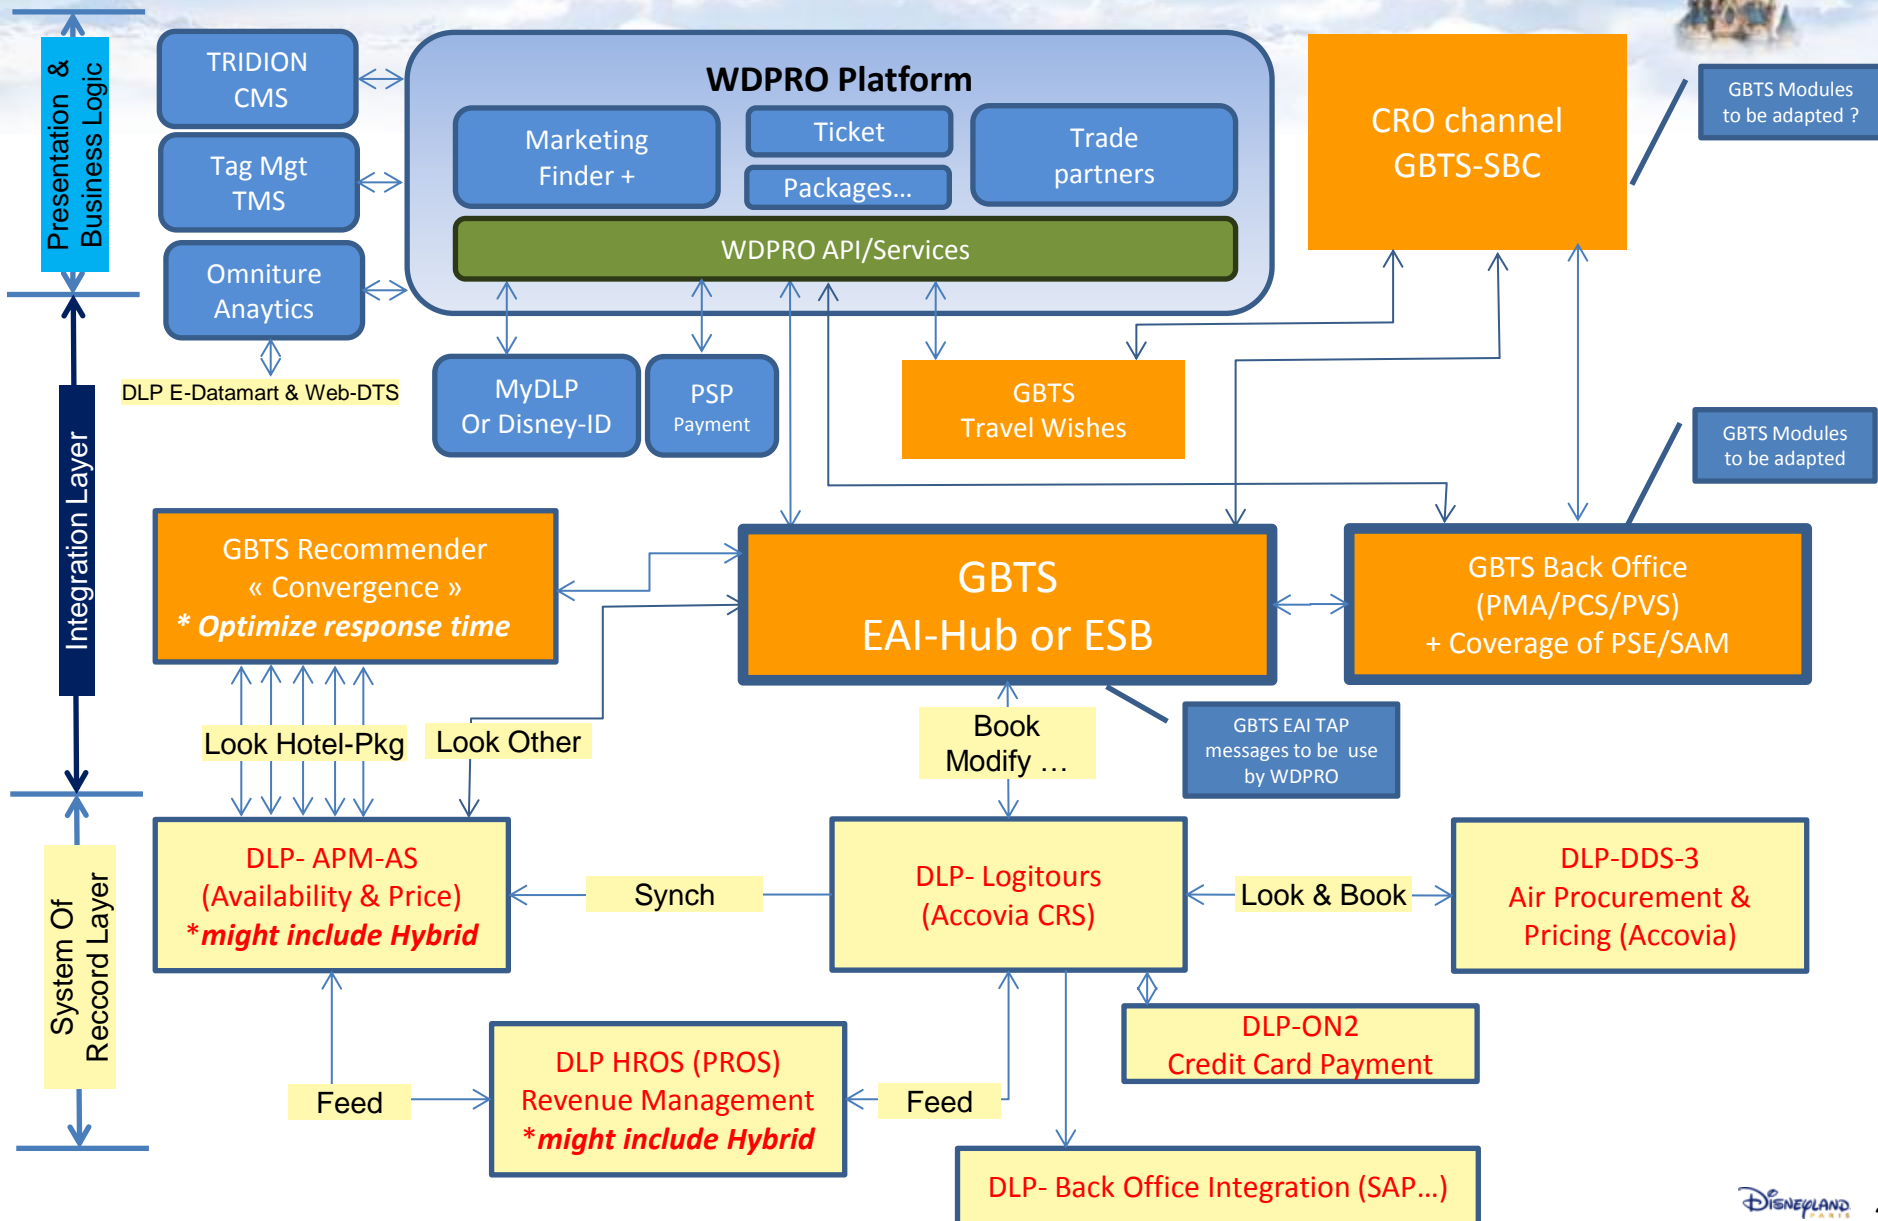 Presentation &
Business Logic
TRIDION
CMS
Tag Mgt
TMS
Omniture
Anaytics
DLP E-Datamart & Web-DTS
WDPRO Platform
Marketing
Finder +
Ticket
Packages...
Trade
partners
WDPRO API/Services
CRO channel
GBTS-SBC
GBTS Modules
to be adapted ?
MyDLP
Or Disney-ID
PSP
Payment
GBTS
Travel Wishes
GBTS Modules
to be adapted
Integration Layer
GBTS Recommender
« Convergence »
* Optimize response time
GBTS
EAI-Hub or ESB
GBTS Back Office
(PMA/PCS/PVS)
+ Coverage of PSE/SAM
Look Hotel-Pkg
Look Other
Book
Modify ...
GBTS EAI TAP
messages to be use
by WDPRO
System Of
Reccord Layer
DLP- APM-AS
(Availability & Price)
*might include Hybrid
Synch
DLP- Logitours
(Accovia CRS)
Look & Book
DLP-DDS-3
Air Procurement &
Pricing (Accovia)
Feed
DLP HROS (PROS)
Revenue Management
*might include Hybrid
Feed
DLP-ON2
Credit Card Payment
DLP- Back Office Integration (SAP...)
DISNEYLAND
PARIS